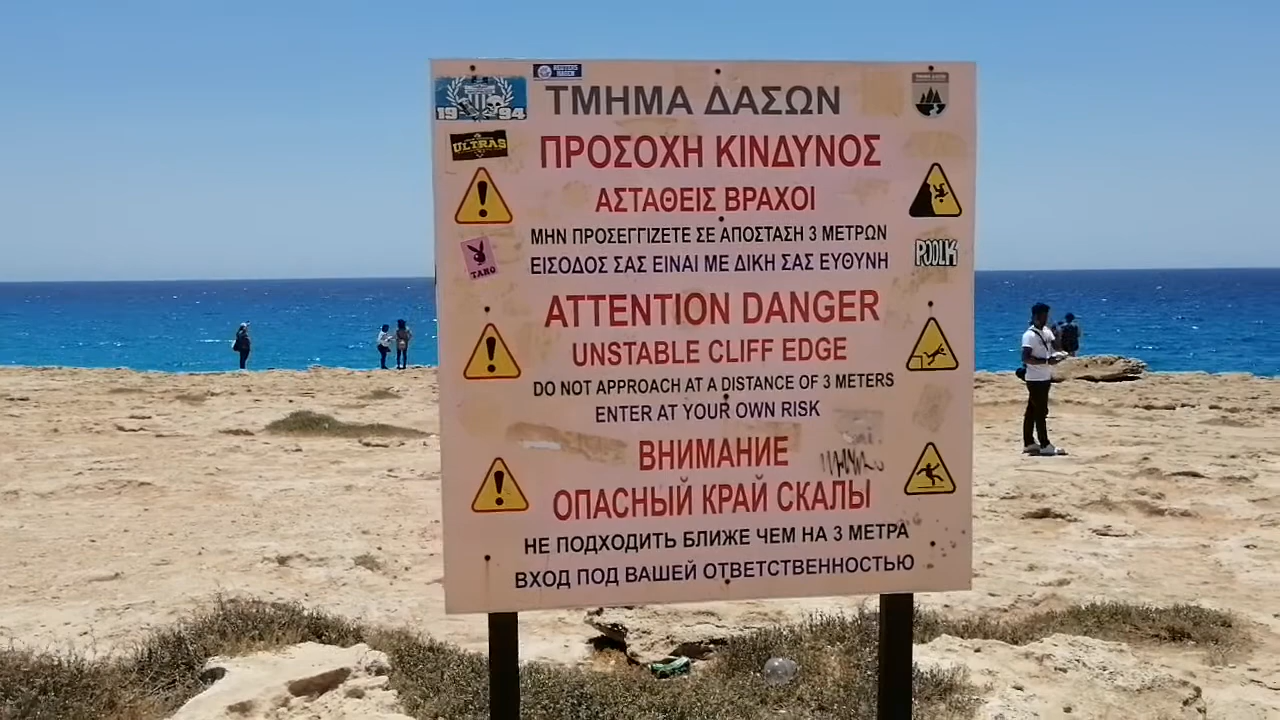 ΤΜΗΜΑ ΔΑΣΩΝ
ΠΡΟΣΟΧΗ ΚΙΝΔΥΝΟΣ
ΑΣΤΑΘΕΙΣ ΒΡΑΧΟΙ
ΜΗΝ ΠΡΟΣΕΓΓΙΖΕΤΕ ΣΕ ΑΠΟΣΤΑΣΗ 3 ΜΕΤΡΩΝ
ΕΙΣΟΔΟΣ ΣΑΣ ΕΙΝΑΙ ΜΕ ΔΙΚΗ ΣΑΣ ΕΥΘΥΝΗ
ATTENTION DANGER
UNSTABLE CLIFF EDGE
DO NOT APPROACH AT A DISTANCE OF 3 METERS
ENTER AT YOUR OWN RISK
ВНИМАНИЕ
ОПАСНЫЙ КРАЙ СКАЛЫ
НЕ ПОДХОДИТЬ БЛИЖЕ ЧЕМ НА 3 МЕТРА
ВХОД ПОД ВАШЕЙ ОТВЕТСТВЕННОСТЬЮ
1994
ULTRAS
TARO
POOLK